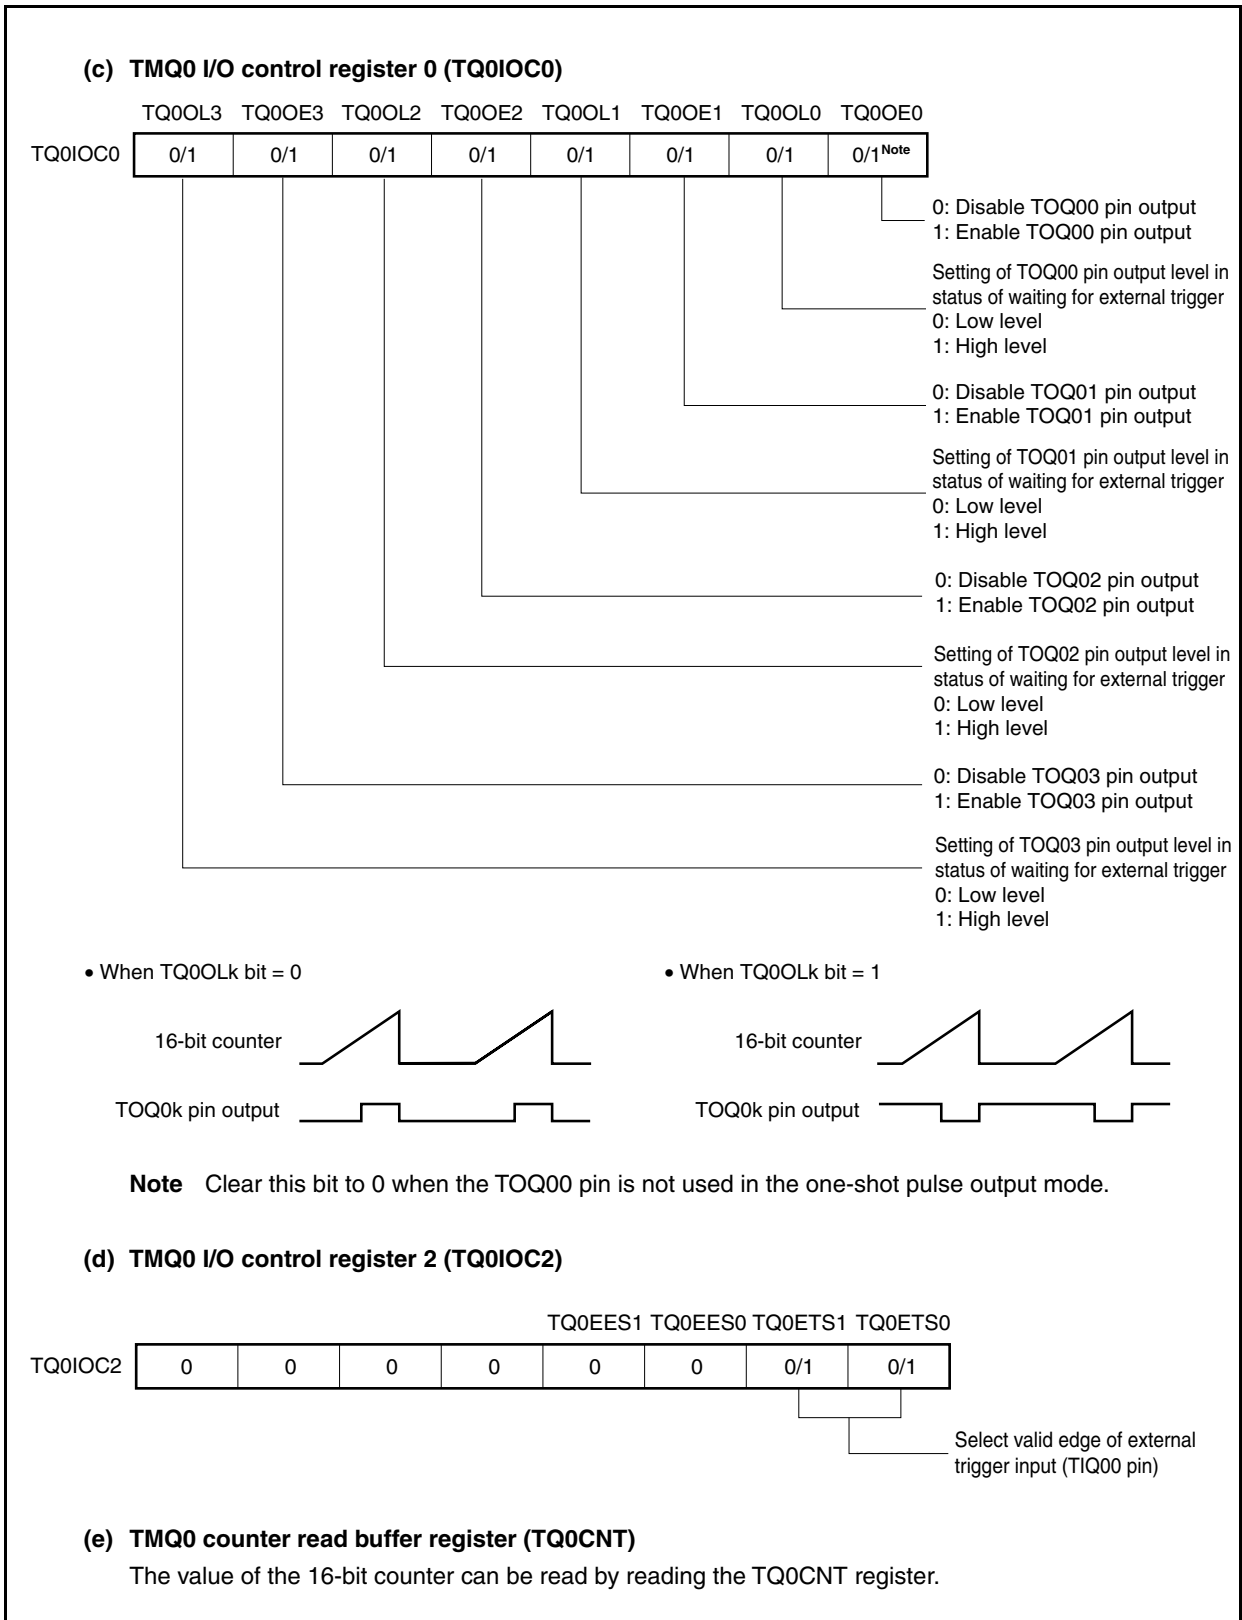 (c) TMQ0 I/O control register 0 (TQ0IOC0)
TQ0OL3 TQ0OE3 TQ0OL2 TQ0OE2 TQ0OL1 TQ0OE1 TQ0OL0 TQ0OE0
TQ0IOC0 0/1 0/1 0/1 0/1 0/1 0/1 0/1 0/1Note
0: Disable TOQ00 pin output
1: Enable TOQ00 pin output
Setting of TOQ00 pin output level in
status of waiting for external trigger
0: Low level
1: High level
0: Disable TOQ01 pin output
1: Enable TOQ01 pin output
Setting of TOQ01 pin output level in
status of waiting for external trigger
0: Low level
1: High level
0: Disable TOQ02 pin output
1: Enable TOQ02 pin output
Setting of TOQ02 pin output level in
status of waiting for external trigger
0: Low level
1: High level
0: Disable TOQ03 pin output
1: Enable TOQ03 pin output
Setting of TOQ03 pin output level in
status of waiting for external trigger
0: Low level
1: High level
• When TQ0OLk bit = 0
16-bit counter
TOQ0k pin output
• When TQ0OLk bit = 1
16-bit counter
TOQ0k pin output
Note Clear this bit to 0 when the TOQ00 pin is not used in the one-shot pulse output mode.
(d) TMQ0 I/O control register 2 (TQ0IOC2)
TQ0EES1 TQ0EES0 TQ0ETS1 TQ0ETS0
TQ0IOC2 0 0 0 0 0 0 0/1 0/1
Select valid edge of external
trigger input (TIQ00 pin)
(e) TMQ0 counter read buffer register (TQ0CNT)
The value of the 16-bit counter can be read by reading the TQ0CNT register.